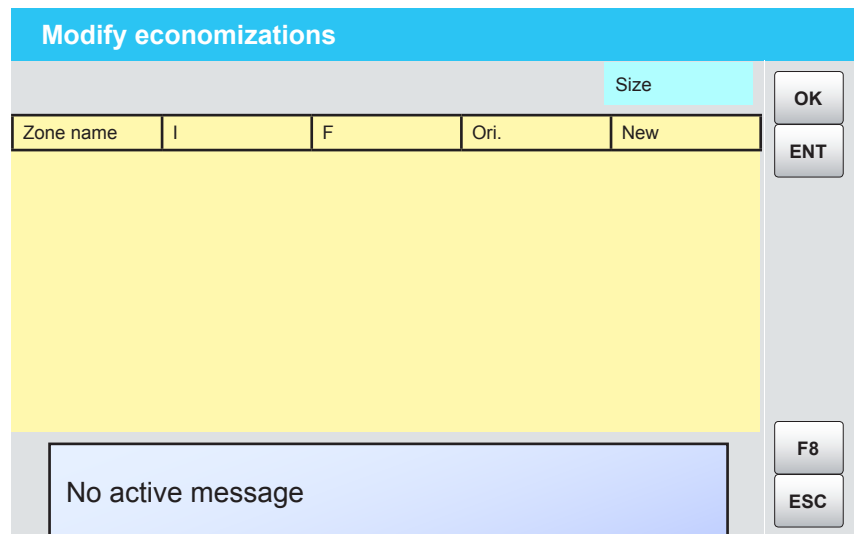 Modify economizations
Size
OK
Zone name I F Ori. New
ENT
F8
No active message
ESC